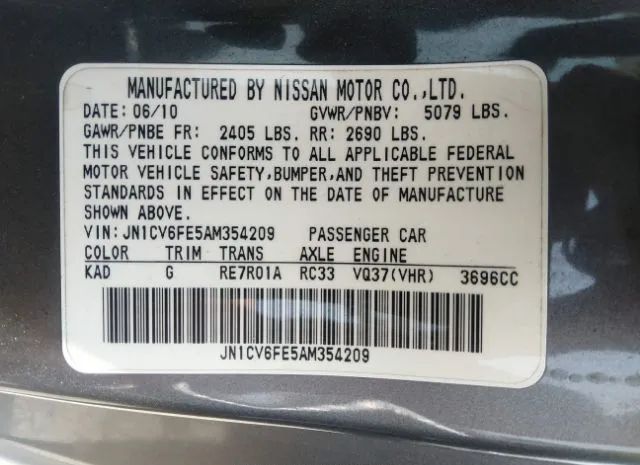 MANUFACTURED BY NISSAN MOTOR CO.,LTD.
DATE: 06/10 GVWR/PNBV: 5079 LBS.
GAWR/PNBE FR: 2405 LBS. RR: 2690 LBS.
THIS VEHICLE CONFORMS TO ALL APPLICABLE FEDERAL
MOTOR VEHICLE SAFETY, BUMPER, AND THEFT PREVENTION
STANDARDS IN EFFECT ON THE DATE OF MANUFACTURE
SHOWN ABOVE.
VIN: JN1CV6FE5AM354209 PASSENGER CAR
COLOR TRIM TRANS AXLE ENGINE
KAD G RE7R01A RC33 VQ37(VHR) 3696CC
JN1CV6FE5AM354209